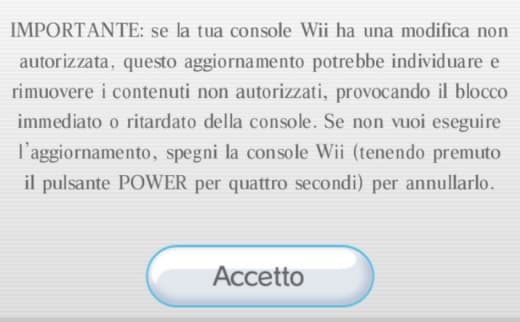 IMPORTANTE: se la tua console Wii ha una modifica non
autorizzata, questo aggiornamento potrebbe individuare e
rimuovere i contenuti non autorizzati, provocando il blocco
immediato o ritardato della console. Se non vuoi eseguire
l'aggiornamento, spegni la console Wii (tenendo premuto
il pulsante POWER per quattro secondi) per annullarlo.
Accetto